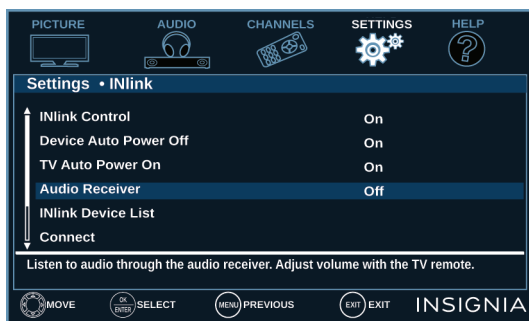 PICTURE AUDIO CHANNELS SETTINGS HELP
Settings • INlink
INlink Control On
Device Auto Power Off On
TV Auto Power On On
Audio Receiver Off
INlink Device List
Connect
Listen to audio through the audio receiver. Adjust volume with the TV remote.
MOVE OK ENTER SELECT MENU PREVIOUS EXIT EXIT INSIGNIA